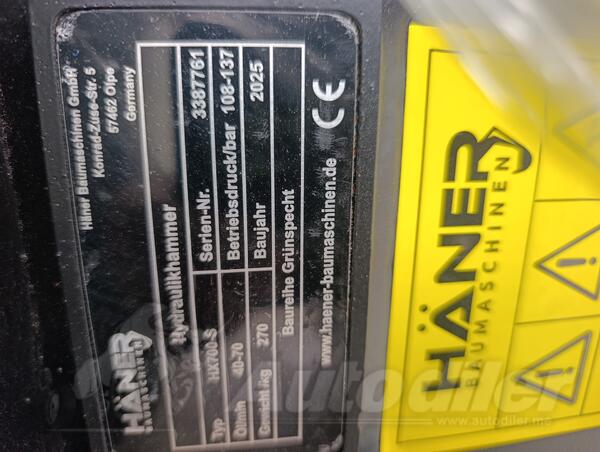 HÄNER
BAUMASCHINEN
Häner Baumaschinen GmbH
Konrad-Zuse-Str. 5
57462 Olpe
Germany
Hydraulikhammer
Typ HX700-S Serien-Nr. 3387761
Öl/min 40-70 Betriebsdruck/bar 108-137
Gewicht /kg 270 Baujahr 2025
Baureihe Grünspecht
www.haener-baumaschinen.de CE
HÄNER
BAUMASCHINEN
Autodiler
www.autodiler.me